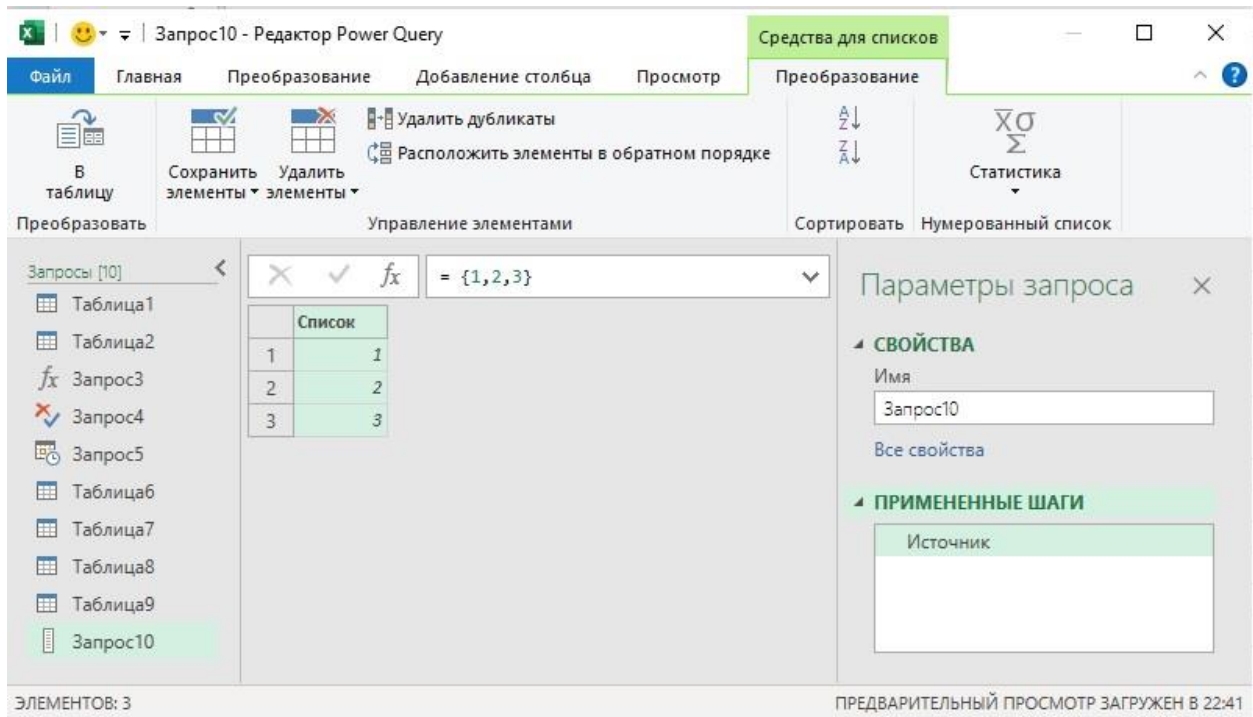 Запрос10 - Редактор Power Query
Средства для списков
Файл Главная Преобразование Добавление столбца Просмотр Преобразование
В таблицу
Сохранить элементы
Удалить элементы
Удалить дубликаты
Расположить элементы в обратном порядке
Статистика
Преобразовать Управление элементами Сортировать Нумерованный список
Запросы [10]
Таблица1
Таблица2
Запрос3
Запрос4
Запрос5
Таблица6
Таблица7
Таблица8
Таблица9
Запрос10
fx = {1,2,3}
Список
1 1
2 2
3 3
Параметры запроса
СВОЙСТВА
Имя
Запрос10
Все свойства
ПРИМЕНЕННЫЕ ШАГИ
Источник
ЭЛЕМЕНТОВ: 3
ПРЕДВАРИТЕЛЬНЫЙ ПРОСМОТР ЗАГРУЖЕН В 22:41